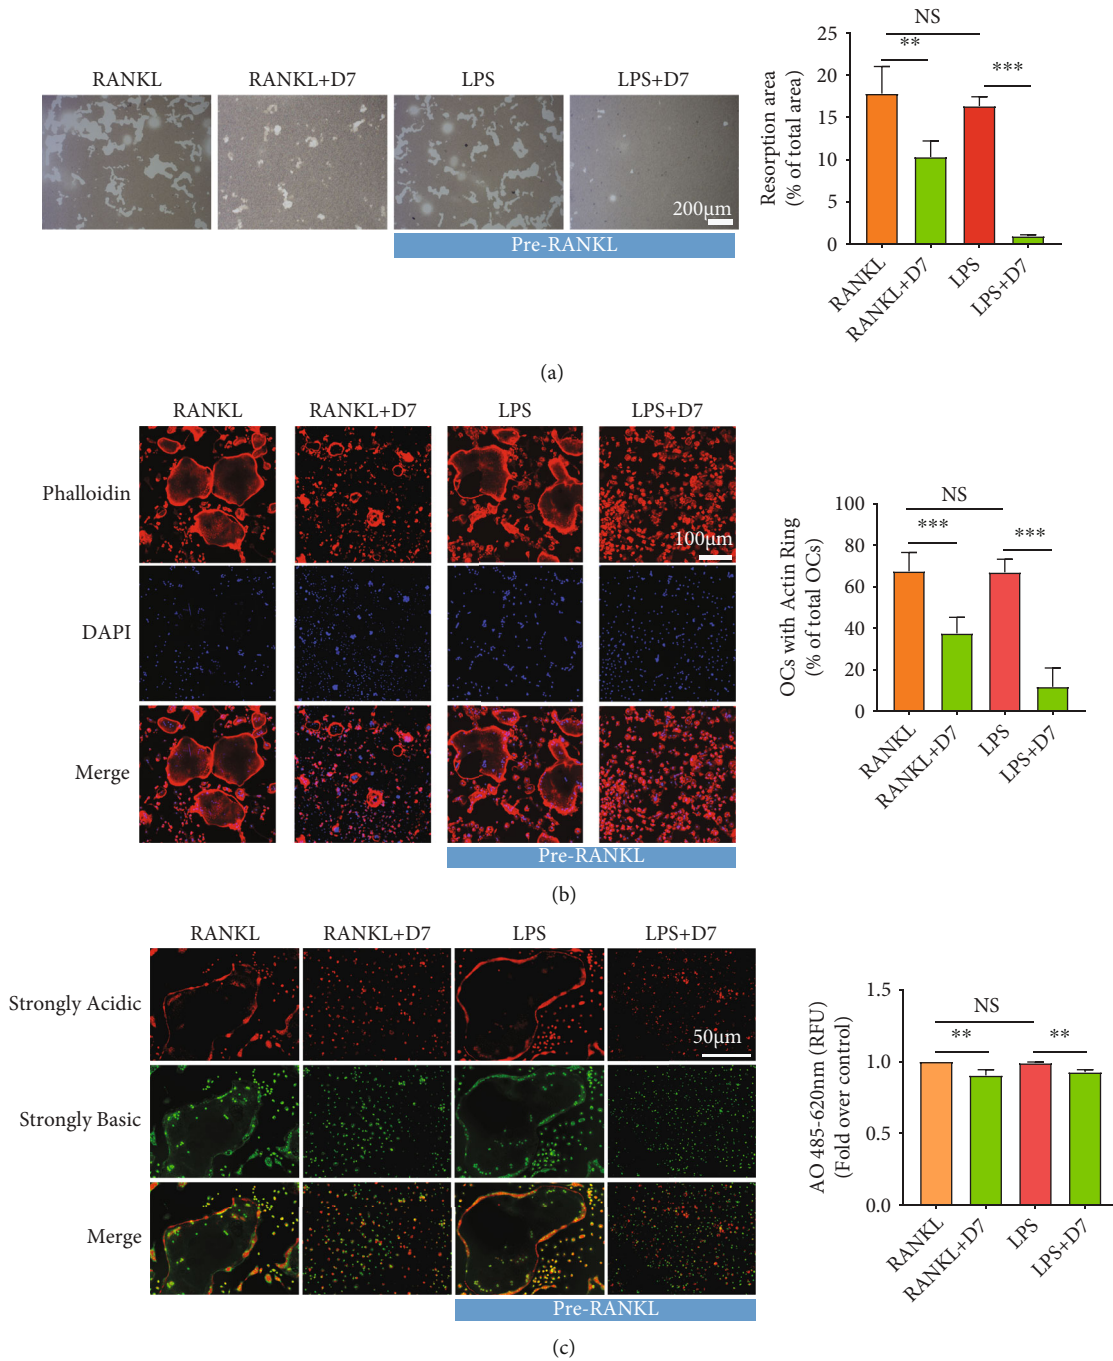 RANKL
RANKL+D7
LPS
LPS+D7
200μm
Pre-RANKL
Resorption area
(% of total area)
25
20
15
10
5
0
NS
**
***
RANKL
RANKL+D7
LPS
LPS+D7
(a)
RANKL
RANKL+D7
LPS
LPS+D7
Phalloidin
100μm
DAPI
Merge
Pre-RANKL
OCs with Actin Ring
(% of total OCs)
100
80
60
40
20
0
NS
***
***
RANKL
RANKL+D7
LPS
LPS+D7
(b)
RANKL
RANKL+D7
LPS
LPS+D7
Strongly Acidic
50μm
Strongly Basic
Merge
Pre-RANKL
AO 485-620nm (RFU)
(Fold over control)
1.5
1.0
0.5
0.0
NS
**
**
RANKL
RANKL+D7
LPS
LPS+D7
(c)